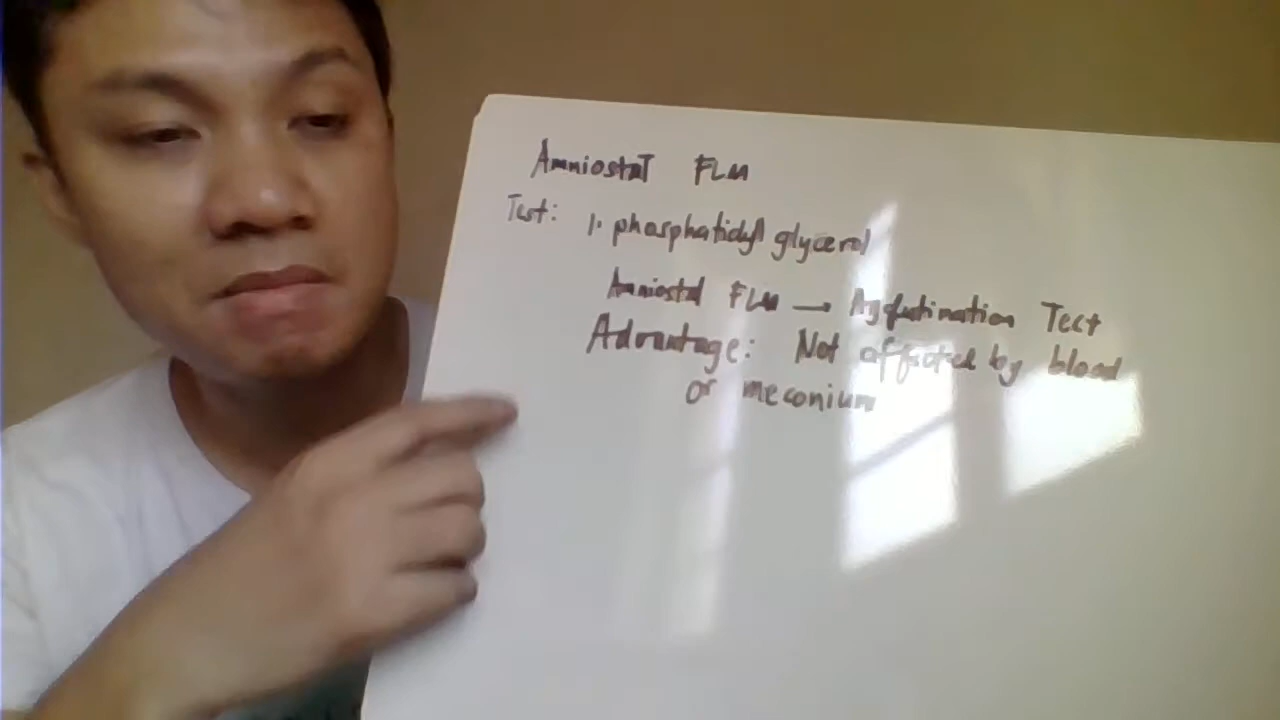 Amniostat FLM
Test: 1. phosphatidyl glycerol
Amniostat FLM → Agglutination Test
Advantage: Not affected by blood
or meconium